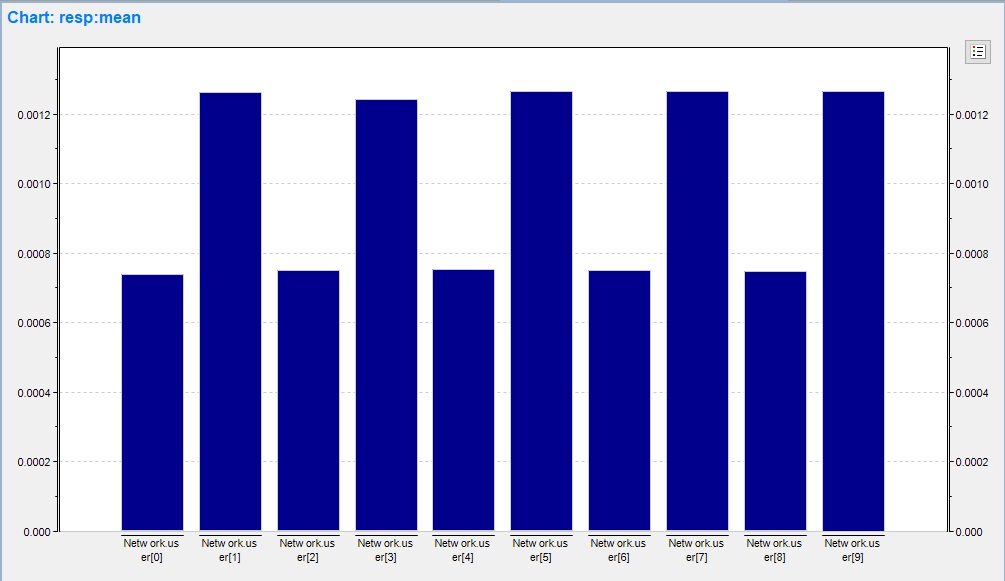 Chart: resp:mean
0.0012 0.0012
0.0010 0.0010
0.0008 0.0008
0.0006 0.0006
0.0004 0.0004
0.0002 0.0002
0.000 0.000
Netw ork.us Netw ork.us Netw ork.us Netw ork.us Netw ork.us Netw ork.us Netw ork.us Netw ork.us Netw ork.us Netw ork.us
er[0] er[1] er[2] er[3] er[4] er[5] er[6] er[7] er[8] er[9]